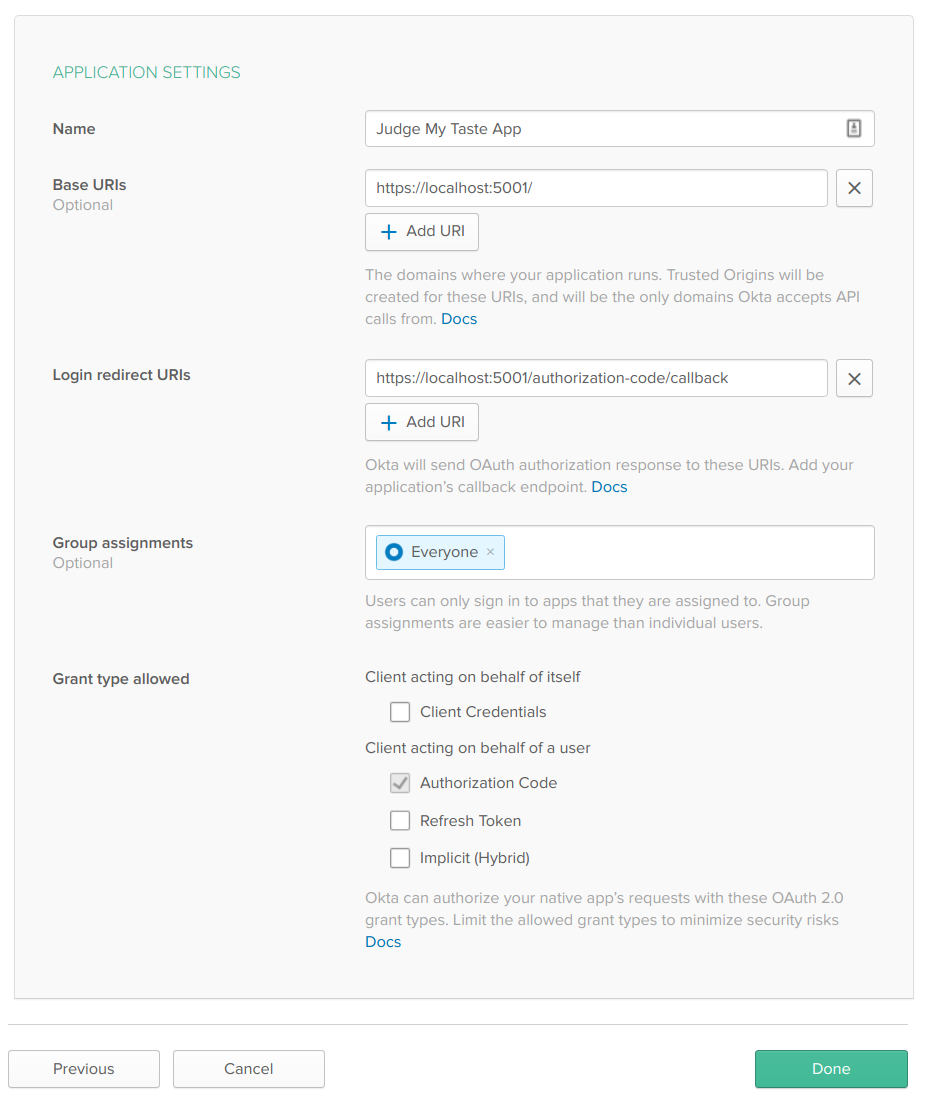 APPLICATION SETTINGS
Name
Judge My Taste App
Base URIs
Optional
https://localhost:5001/
Add URI
The domains where your application runs. Trusted Origins will be
created for these URIs, and will be the only domains Okta accepts API
calls from. Docs
Login redirect URIs
https://localhost:5001/authorization-code/callback
Add URI
Okta will send OAuth authorization response to these URIs. Add your
application's callback endpoint. Docs
Group assignments
Optional
Everyone ×
Users can only sign in to apps that they are assigned to. Group
assignments are easier to manage than individual users.
Grant type allowed
Client acting on behalf of itself
Client Credentials
Client acting on behalf of a user
Authorization Code
Refresh Token
Implicit (Hybrid)
Okta can authorize your native app's requests with these OAuth 2.0
grant types. Limit the allowed grant types to minimize security risks
Docs
Previous
Cancel
Done